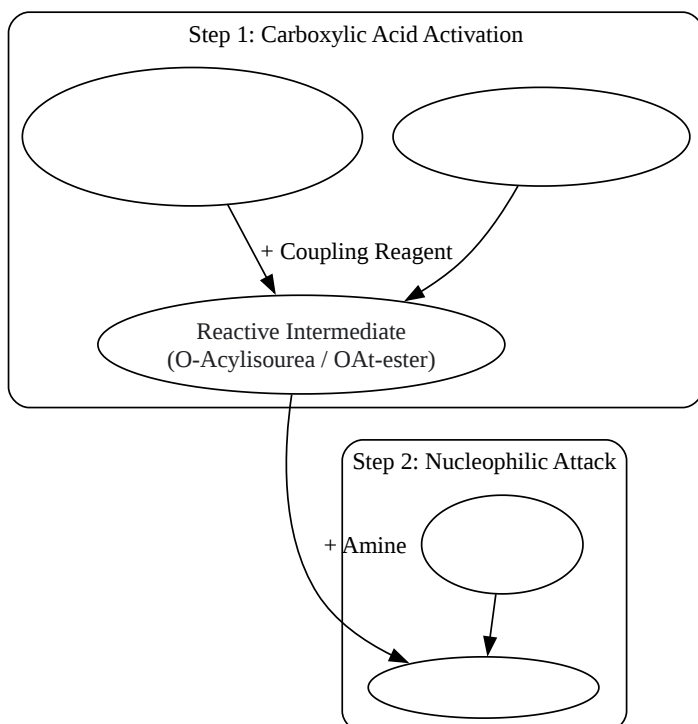 Step 1: Carboxylic Acid Activation
+ Coupling Reagent
Reactive Intermediate
(O-Acylisourea / OAt-ester)
Step 2: Nucleophilic Attack
+ Amine